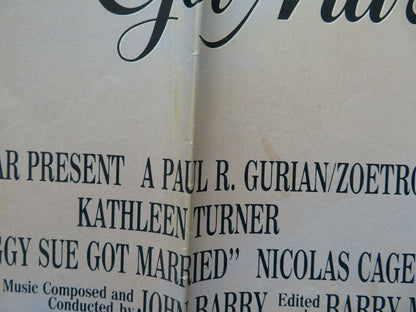 AR PRESENT A PAUL R. GURIAN/ZOETRO
KATHLEEN TURNER
GGY SUE GOT MARRIED" NICOLAS CAGE
Music Composed and
Conducted by JOHN BARRY Edited BARRY M